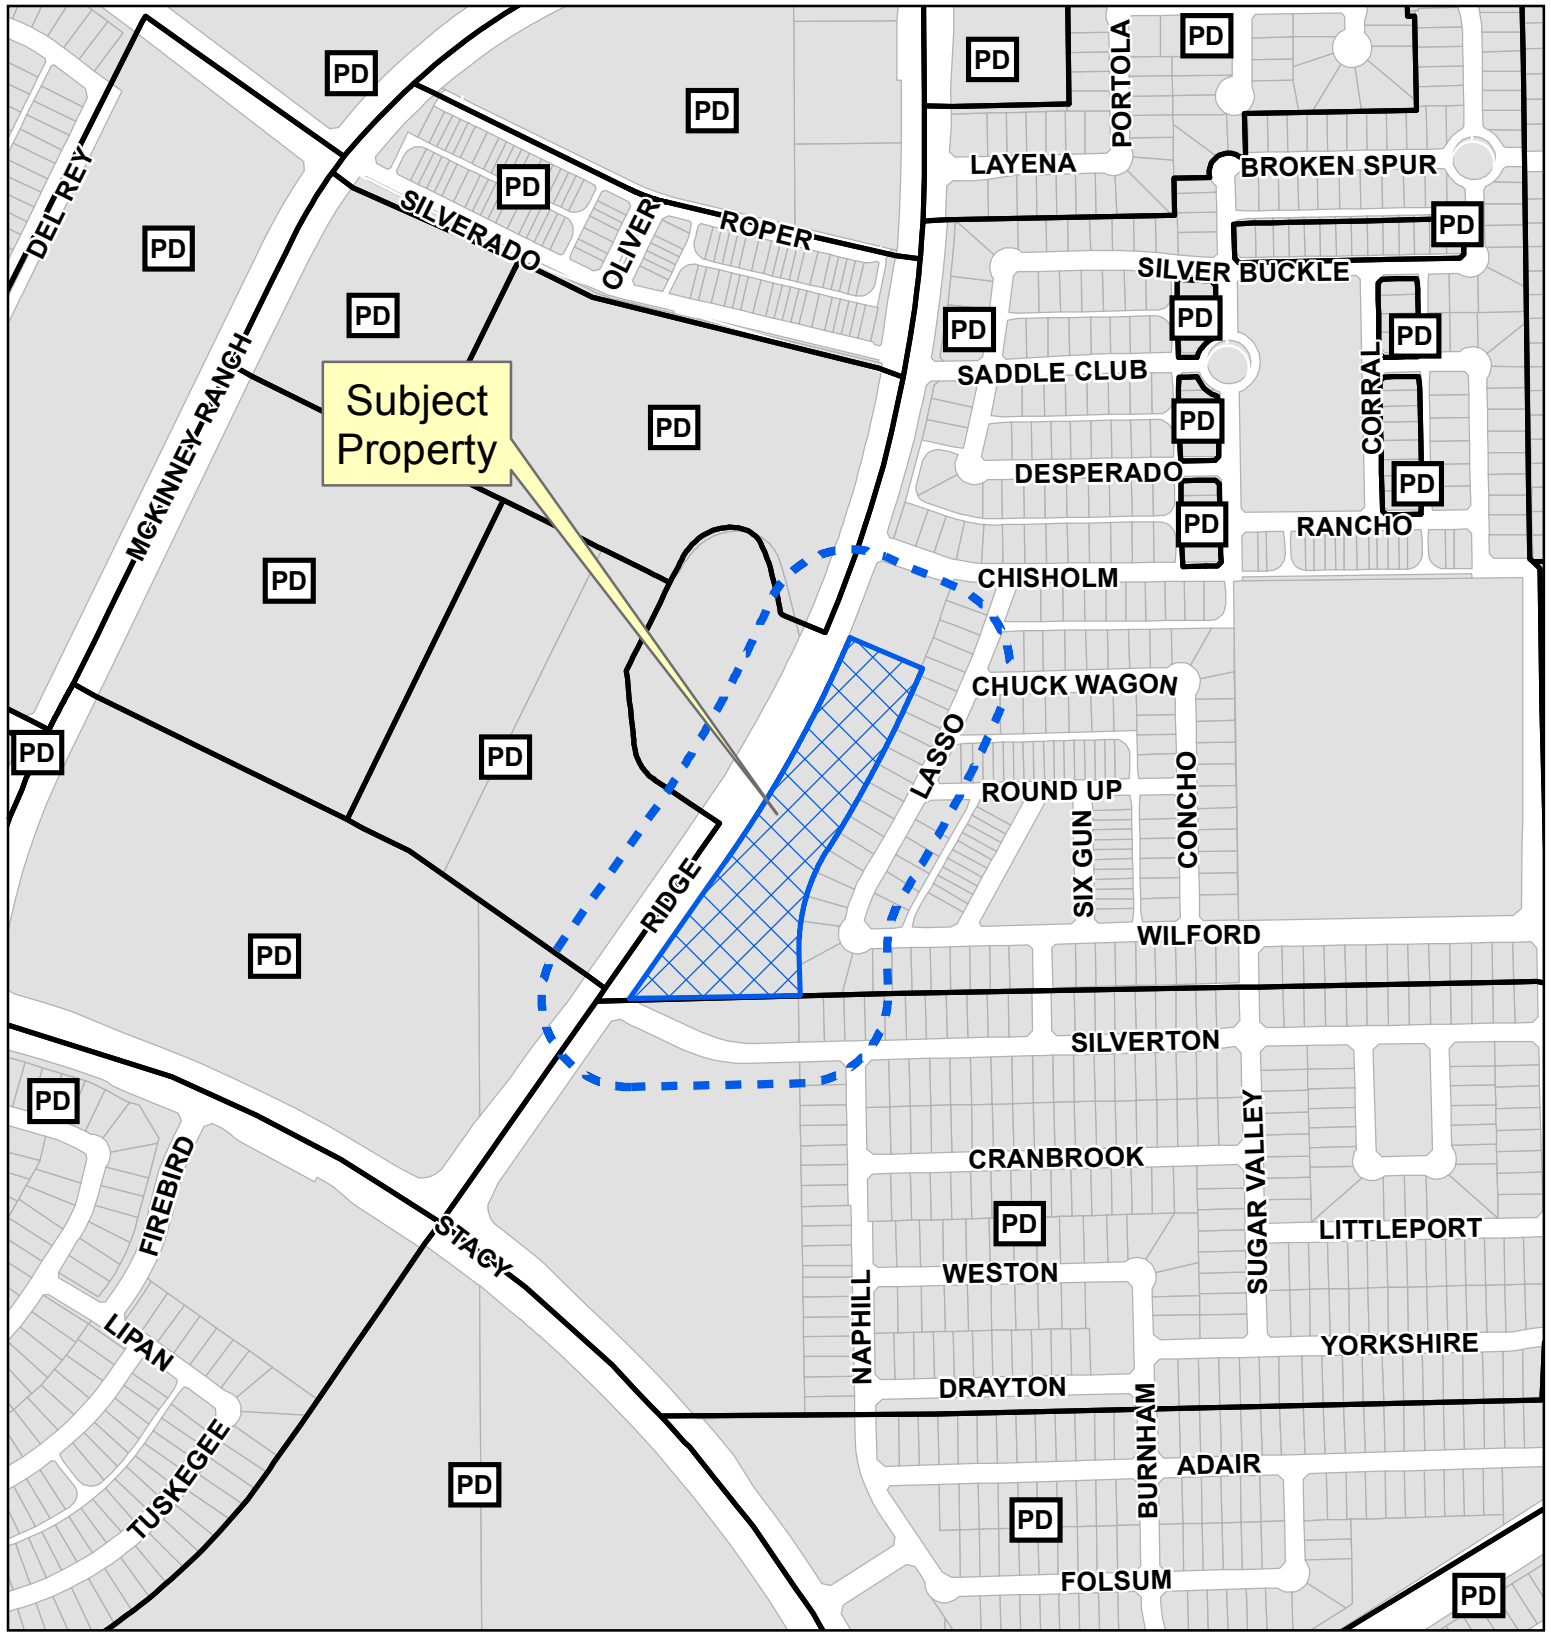 PD
PD
PORTOLA
PD
PD
LAYENA
BROKEN SPUR
DEL REY
PD
SILVERADO
OLIVER
ROPER
PD
PD
SILVER BUCKLE
PD
PD
PD
PD
MCKINNEY RANCH
SADDLE CLUB
CORRAL
Subject
Property
PD
PD
DESPERADO
PD
PD
RANCHO
PD
CHISHOLM
CHUCK WAGON
LASSO
PD
PD
ROUND UP
SIX GUN
CONCHO
RIDGE
WILFORD
PD
SILVERTON
PD
SUGAR VALLEY
FIREBIRD
CRANBROOK
PD
LITTLEPORT
STACY
WESTON
NAPHILL
LIPAN
YORKSHIRE
DRAYTON
BURNHAM
TUSKEGEE
ADAIR
PD
PD
FOLSUM
PD